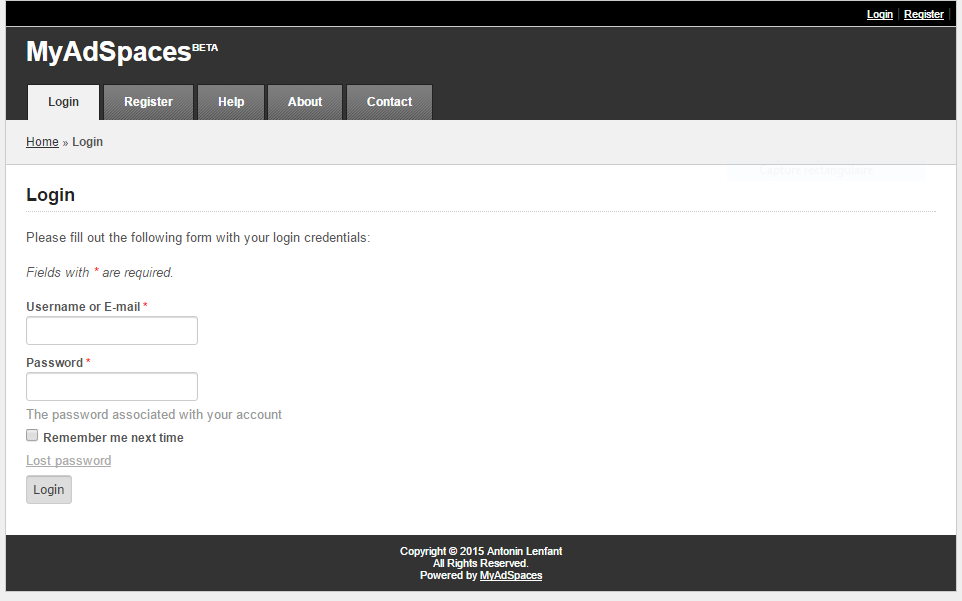 Login | Register |
MyAdSpaces BETA
Login Register Help About Contact
Home » Login
Login
Please fill out the following form with your login credentials:
Fields with * are required.
Username or E-mail *
Password *
The password associated with your account
Remember me next time
Lost password
Login
Copyright © 2015 Antonin Lenfant
All Rights Reserved.
Powered by MyAdSpaces